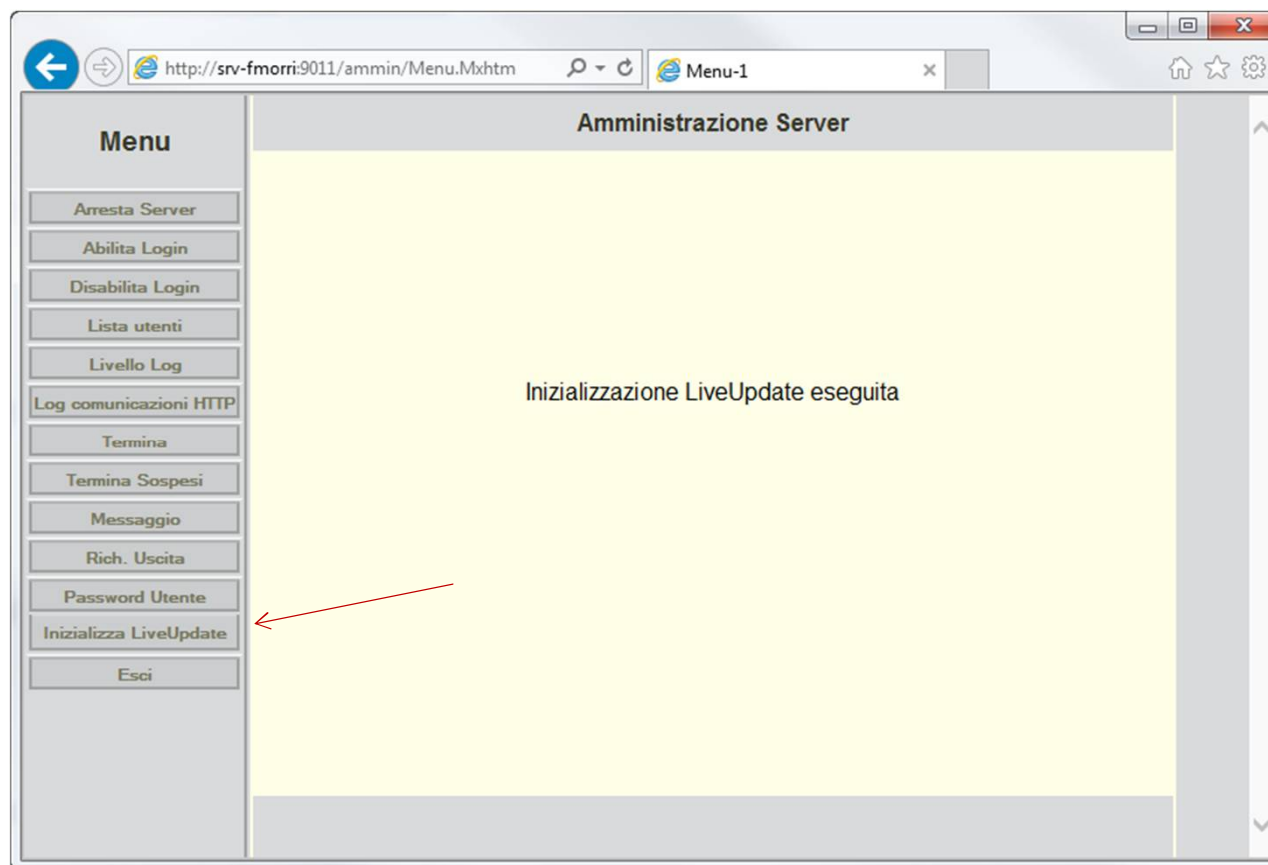 http://srv-fmorri:9011/ammin/Menu.Mxhtm
Menu-1
Menu
Amministrazione Server
Arresta Server
Abilita Login
Disabilita Login
Lista utenti
Livello Log
Log comunicazioni HTTP
Termina
Termina Sospesi
Messaggio
Rich. Uscita
Password Utente
Inizializza LiveUpdate
Esci
Inizializzazione LiveUpdate eseguita